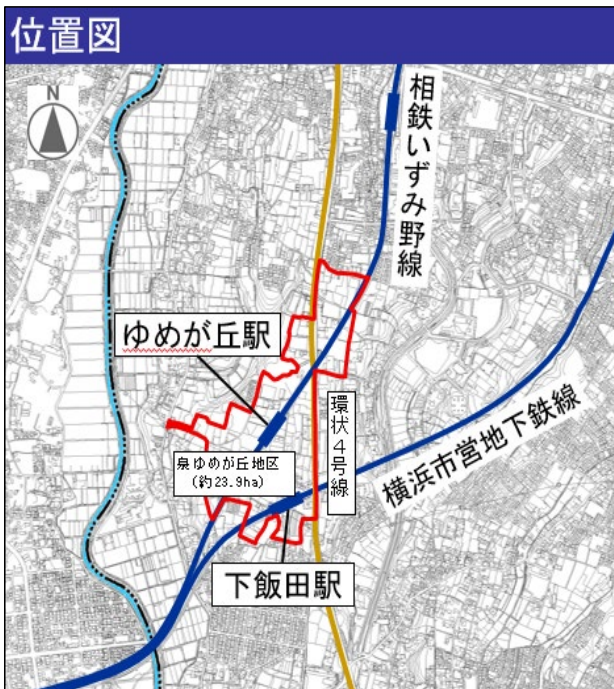 位置図
N
相鉄いずみ野線
ゆめが丘駅
環状4号線
横浜市営地下鉄線
泉ゆめが丘地区
(約23.9ha)
下飯田駅